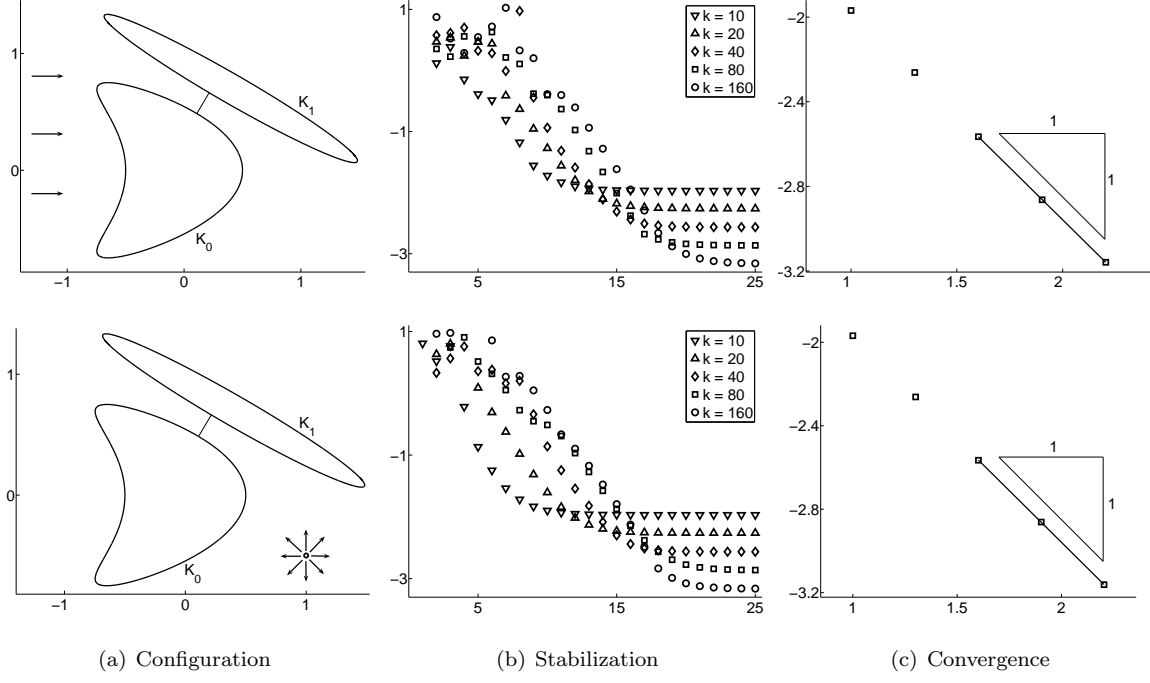 1
0
−1
0
1
K1
K0
1
−1
−3
5
15
25
k = 10
k = 20
k = 40
k = 80
k = 160
−2
−2.4
−2.8
−3.2
1
1.5
2
1
1
1
0
−1
0
1
K1
K0
1
−1
−3
5
15
25
k = 10
k = 20
k = 40
k = 80
k = 160
−2
−2.4
−2.8
−3.2
1
1.5
2
1
1
(a) Configuration
(b) Stabilization
(c) Convergence